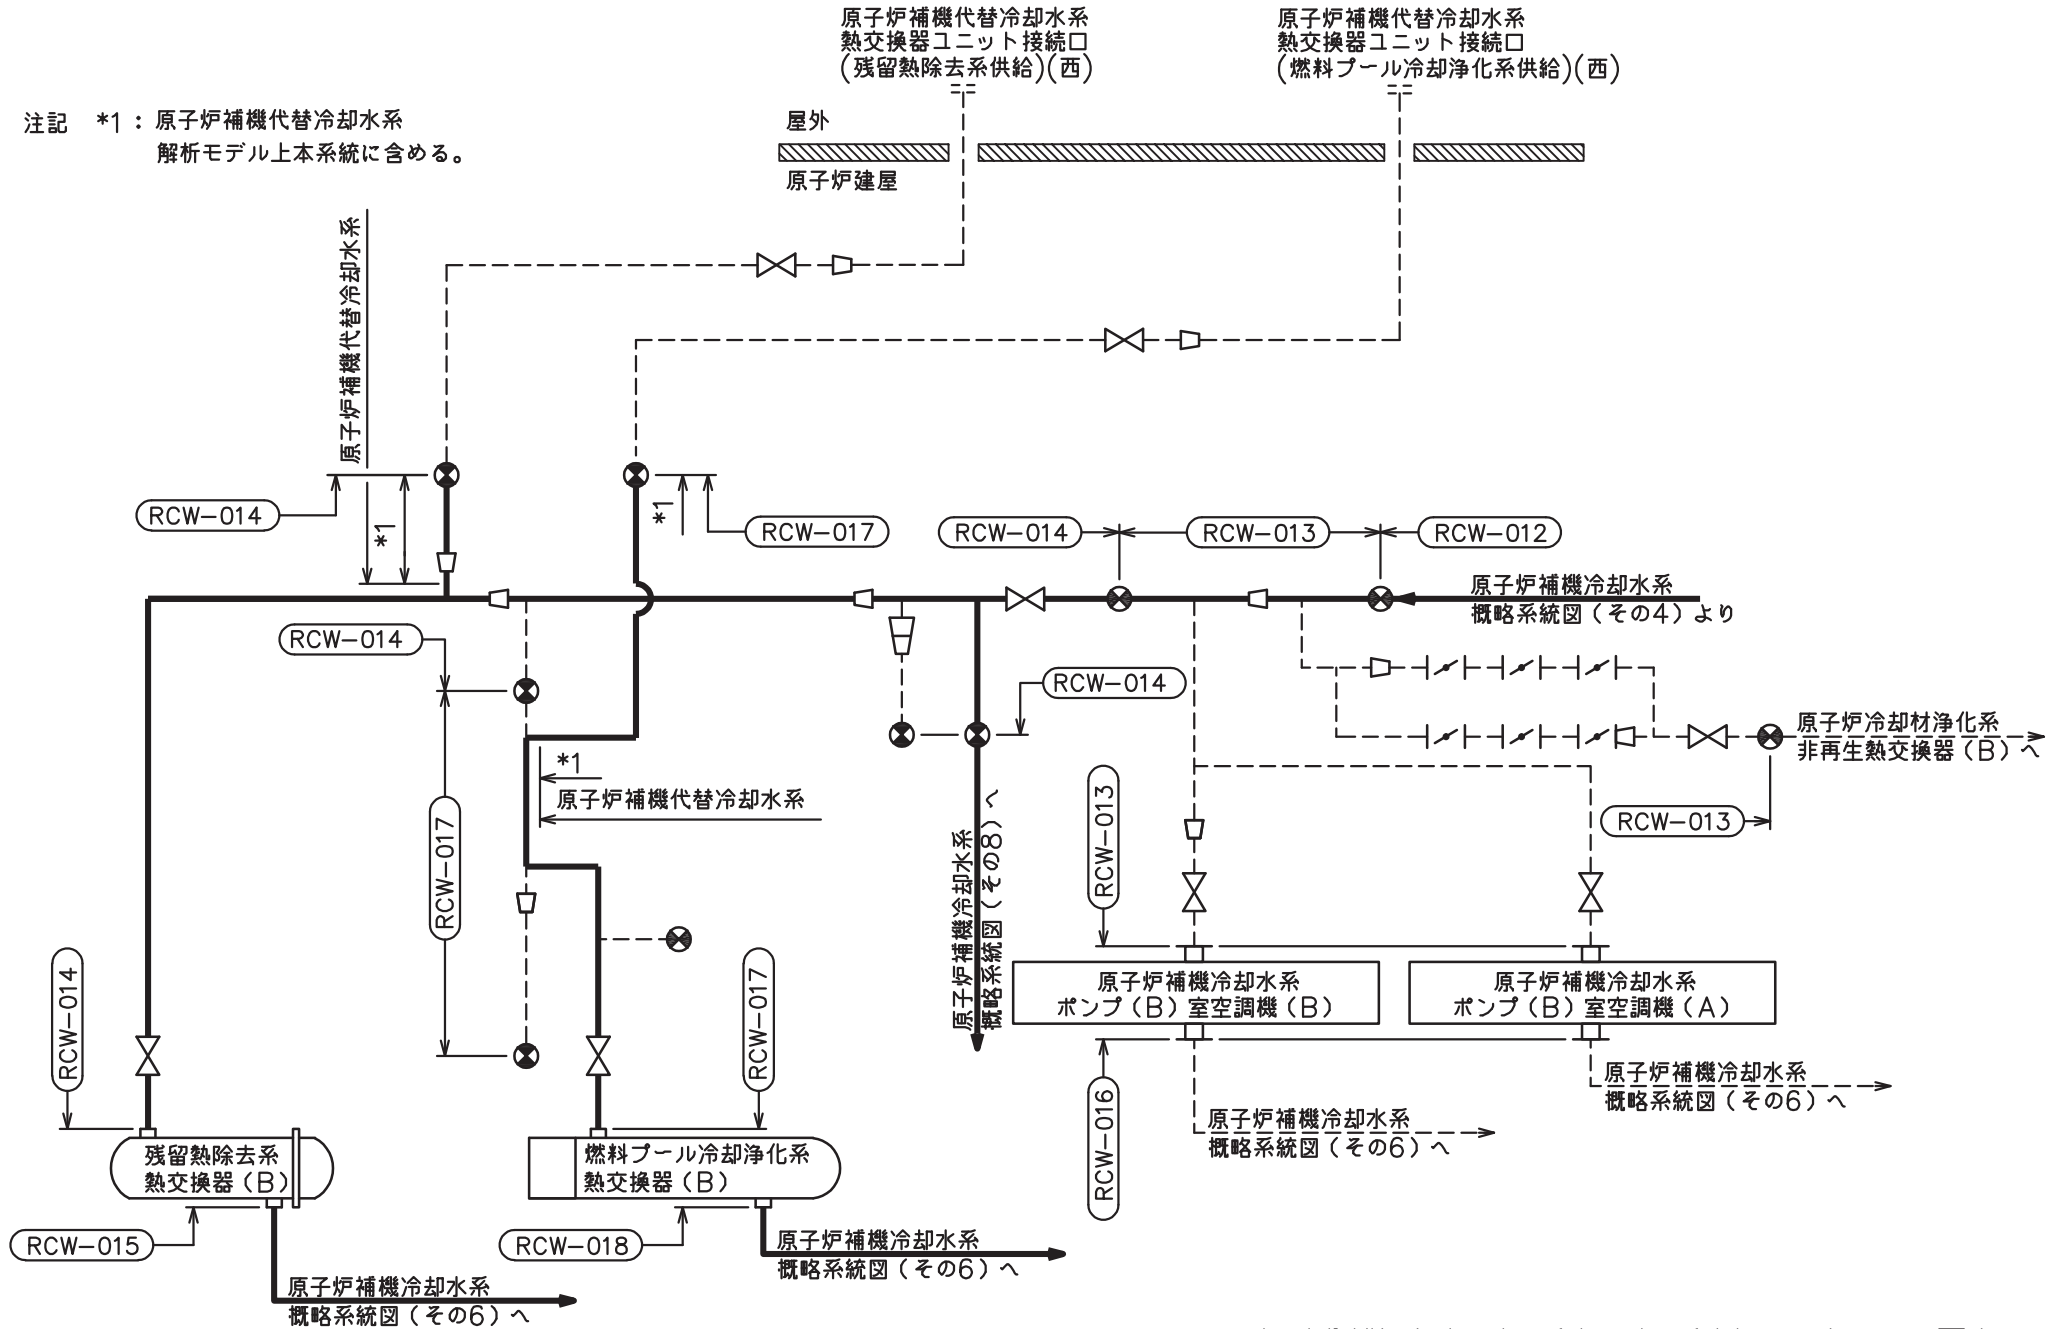 原子炉補機代替冷却水系
熱交換器ユニット接続口
(残留熱除去系供給)(西)
原子炉補機代替冷却水系
熱交換器ユニット接続口
(燃料プール冷却浄化系供給)(西)
注記 *1 : 原子炉補機代替冷却水系
解析モデル上本系統に含める。
屋外
原子炉建屋
原子炉補機代替冷却水系
RCW-014
*1
*1
RCW-017
RCW-014
RCW-013
RCW-012
原子炉補機冷却水系
概略系統図(その4)より
RCW-014
RCW-014
原子炉冷却材浄化系
非再生熱交換器(B)へ
*1
原子炉補機代替冷却水系
RCW-017
RCW-013
RCW-013
原子炉補機冷却水系
概略系統図(その8)へ
RCW-014
RCW-017
原子炉補機冷却水系
ポンプ(B)室空調機(B)
原子炉補機冷却水系
ポンプ(B)室空調機(A)
原子炉補機冷却水系
概略系統図(その6)へ
RCW-016
原子炉補機冷却水系
概略系統図(その6)へ
残留熱除去系
熱交換器(B)
燃料プール冷却浄化系
熱交換器(B)
RCW-015
RCW-018
原子炉補機冷却水系
概略系統図(その6)へ
原子炉補機冷却水系
概略系統図(その6)へ